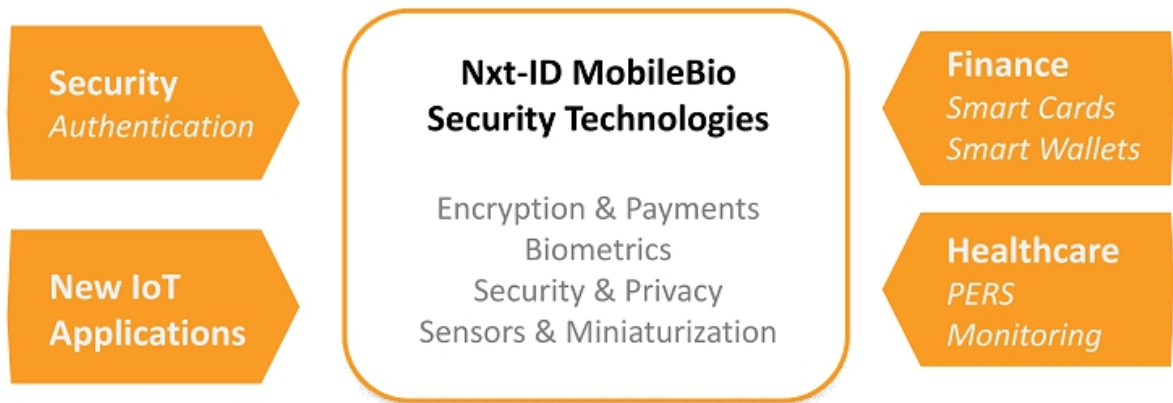 Security
Authentication
New IoT
Applications
Nxt-ID MobileBio
Security Technologies
Encryption & Payments
Biometrics
Security & Privacy
Sensors & Miniaturization
Finance
Smart Cards
Smart Wallets
Healthcare
PERS
Monitoring